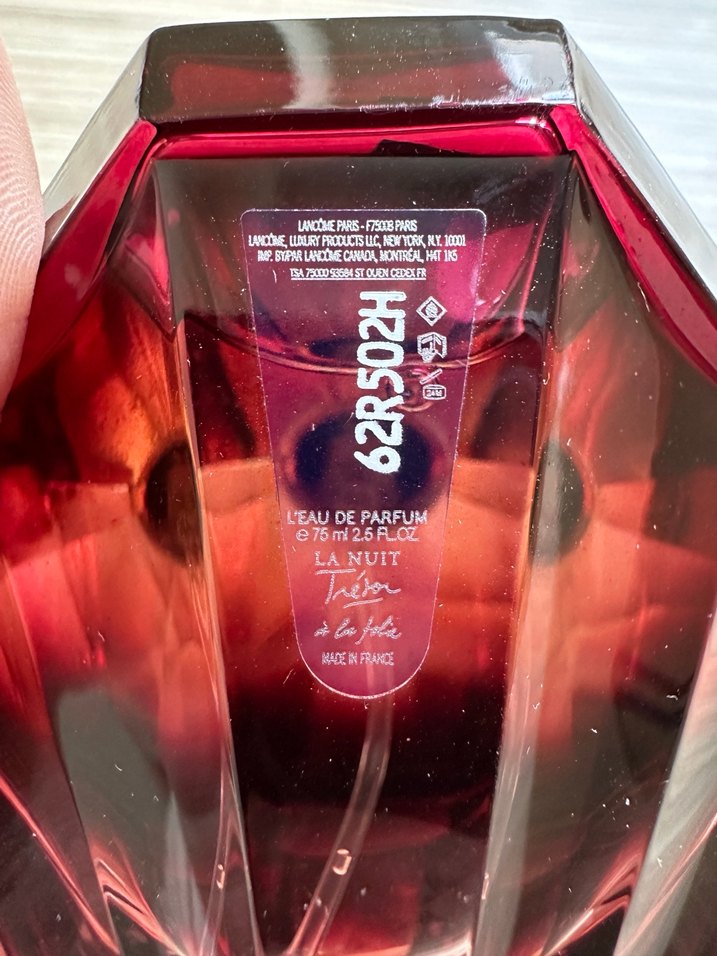 LANCÔME PARIS - F75008 PARIS
LANCÔME, LUXURY PRODUCTS LLC, NEW YORK, N.Y. 10001
IMP. BY/PAR LANCÔME CANADA, MONTRÉAL, H4T 1K5
TSA 75000 93584 ST OUEN CEDEX FR
62R502H
24M
L'EAU DE PARFUM
e 75 ml 2.5 FL.OZ
LA NUIT
Trésor
à la folie
MADE IN FRANCE